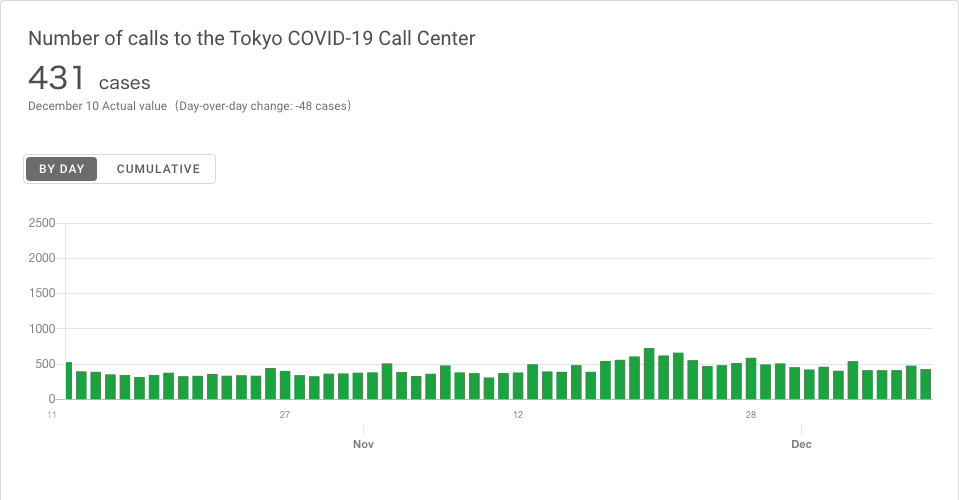 Number of calls to the Tokyo COVID-19 Call Center
431 cases
December 10 Actual value （Day-over-day change: -48 cases）
BY DAY CUMULATIVE
2500
2000
1500
1000
500
0
11 27 12 28
Nov Dec